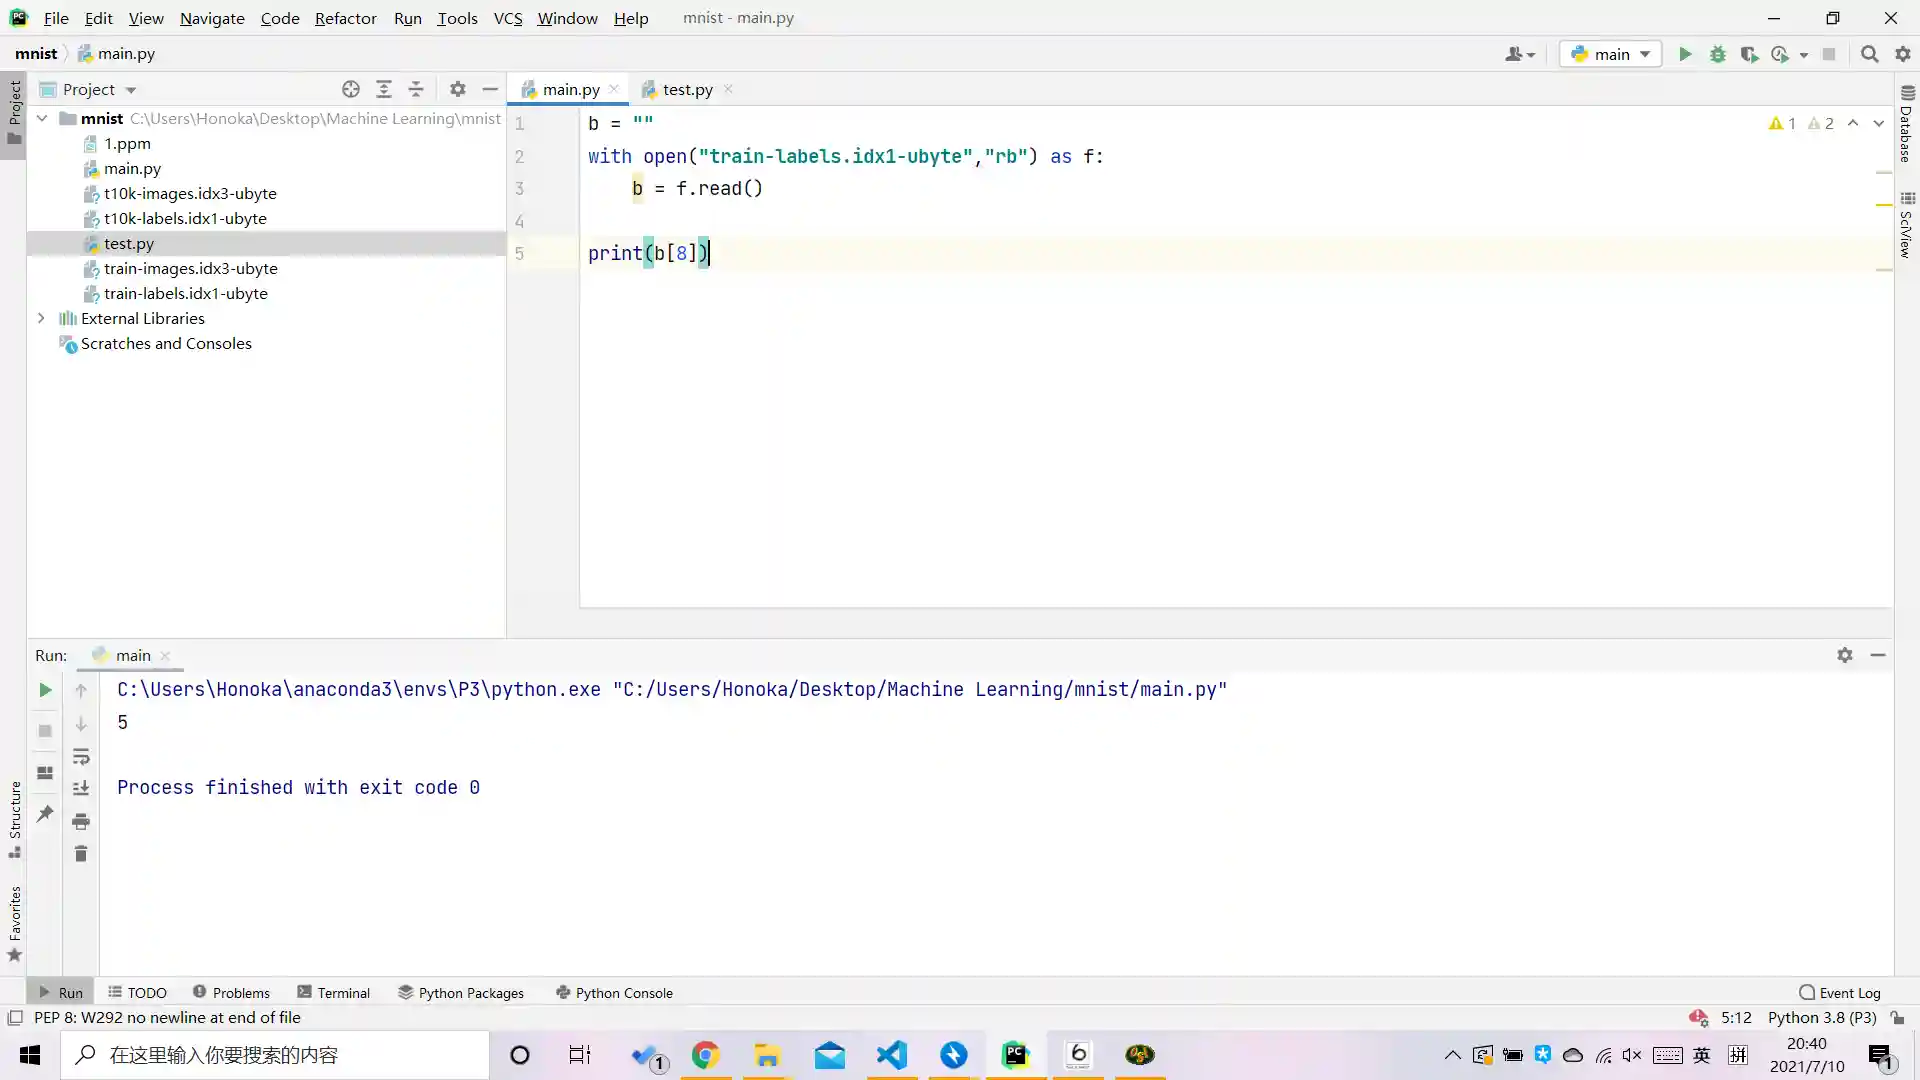 File Edit View Navigate Code Refactor Run Tools VCS Window Help mnist - main.py
mnist main.py main
Project main.py test.py
mnist C:\Users\Honoka\Desktop\Machine Learning\mnist
1.ppm
main.py
t10k-images.idx3-ubyte
t10k-labels.idx1-ubyte
test.py
train-images.idx3-ubyte
train-labels.idx1-ubyte
External Libraries
Scratches and Consoles
1 b = ""
2 with open("train-labels.idx1-ubyte","rb") as f:
3 b = f.read()
4
5 print(b[8])
1 2
Project
Structure
Favorites
Database
SciView
Run: main
C:\Users\Honoka\anaconda3\envs\P3\python.exe "C:/Users/Honoka/Desktop/Machine Learning/mnist/main.py"
5
Process finished with exit code 0
Run TODO Problems Terminal Python Packages Python Console Event Log
PEP 8: W292 no newline at end of file 5:12 Python 3.8 (P3)
在这里输入你要搜索的内容 1 PC 6 英 拼 20:40 1
2021/7/10